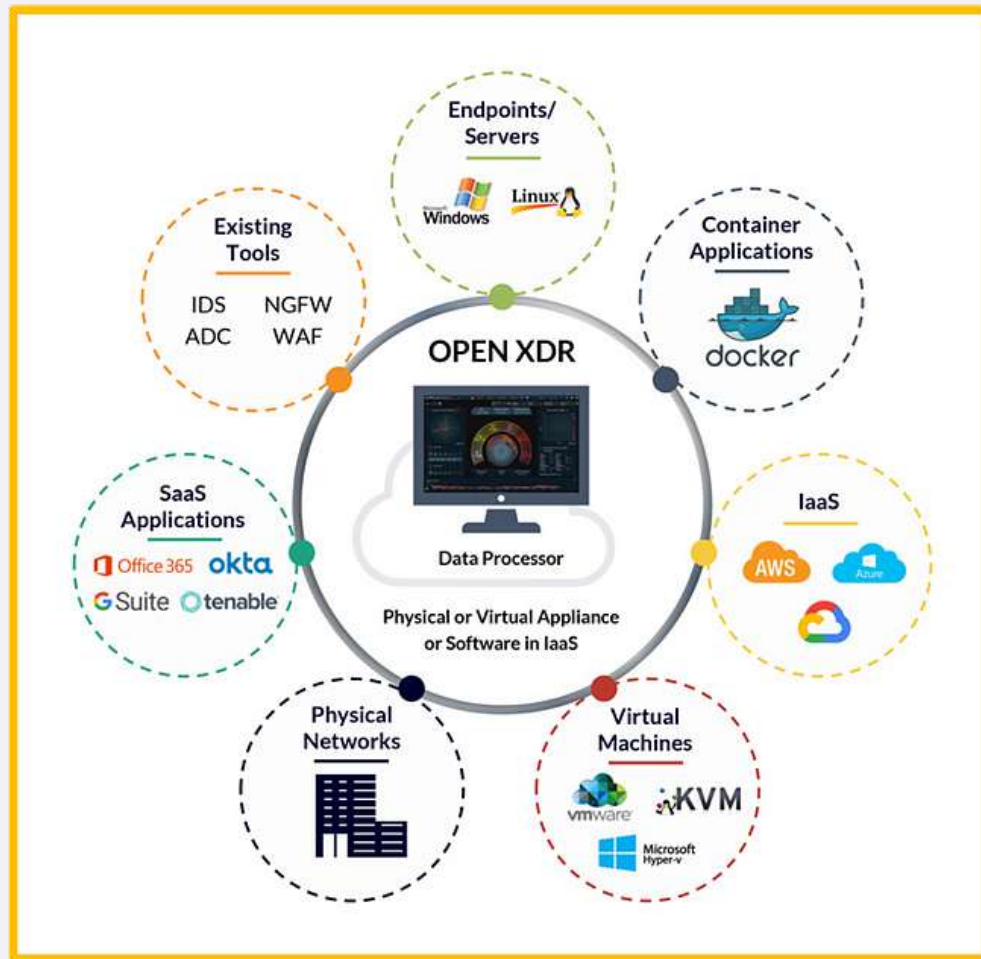 Endpoints/
Servers
Microsoft
Windows
Linux
Existing
Tools
IDS NGFW
ADC WAF
Container
Applications
docker
OPEN XDR
Data Processor
Physical or Virtual Appliance
or Software in IaaS
SaaS
Applications
Office 365 okta
G Suite tenable
IaaS
AWS
Azure
Physical
Networks
Virtual
Machines
vmware
KVM
Microsoft
Hyper-v